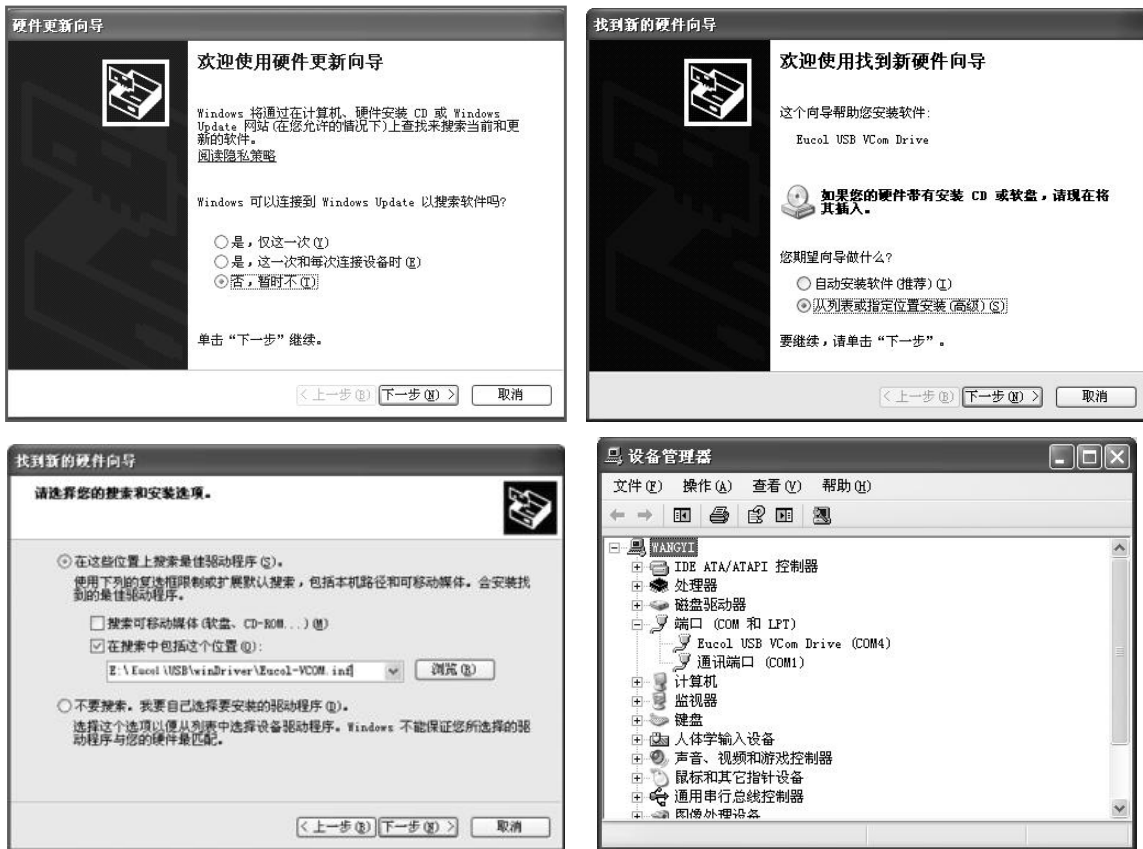 硬件更新向导
欢迎使用硬件更新向导
Windows 将通过在计算机、硬件安装 CD 或 Windows
Update 网站(在您允许的情况下)上查找来搜索当前和更
新的软件。
阅读隐私策略
Windows 可以连接到 Windows Update 以搜索软件吗?
是,仅这一次(Y)
是,这一次和每次连接设备时(E)
否,暂时不(T)
单击“下一步”继续。
<上一步(B) 下一步(N)> 取消
找到新的硬件向导
欢迎使用找到新硬件向导
这个向导帮助您安装软件:
Eucol USB VCom Drive
如果您的硬件带有安装 CD 或软盘,请现在将
其插入。
您期望向导做什么?
自动安装软件(推荐)(I)
从列表或指定位置安装(高级)(S)
要继续,请单击“下一步”。
<上一步(B) 下一步(N)> 取消
找到新的硬件向导
请选择您的搜索和安装选项。
在这些位置上搜索最佳驱动程序(S)。
使用下列的复选框限制或扩展默认搜索,包括本机路径和可移动媒体。会安装找
到的最佳驱动程序。
搜索可移动媒体(软盘、CD-ROM...)(M)
在搜索中包括这个位置(O):
E:\Eucol\USB\winDriver\Eucol-VCOM.inf 浏览(R)
不要搜索。我要自己选择要安装的驱动程序(D)。
选择这个选项以便从列表中选择设备驱动程序。Windows 不能保证您所选择的驱
动程序与您的硬件最匹配。
<上一步(B) 下一步(N)> 取消
设备管理器
文件(F) 操作(A) 查看(V) 帮助(H)
WANGYI
IDE ATA/ATAPI 控制器
处理器
磁盘驱动器
端口 (COM 和 LPT)
Eucol USB VCom Drive (COM4)
通讯端口 (COM1)
计算机
监视器
键盘
人体学输入设备
声音、视频和游戏控制器
鼠标和其它指针设备
通用串行总线控制器
图像处理设备